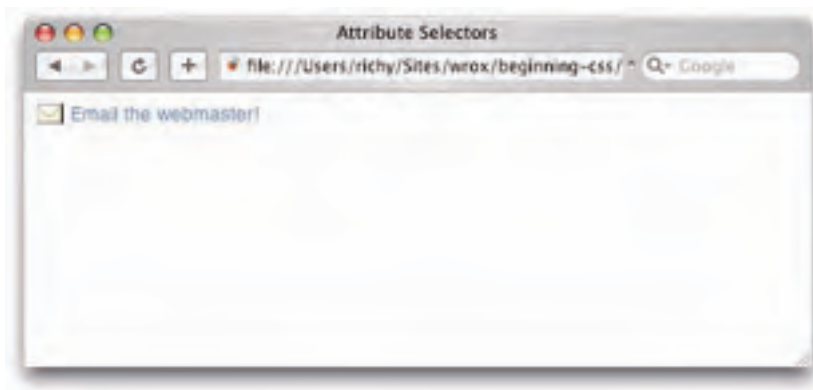 Attribute Selectors
file:///Users/richy/Sites/wrox/beginning-css/
Google
Email the webmaster!